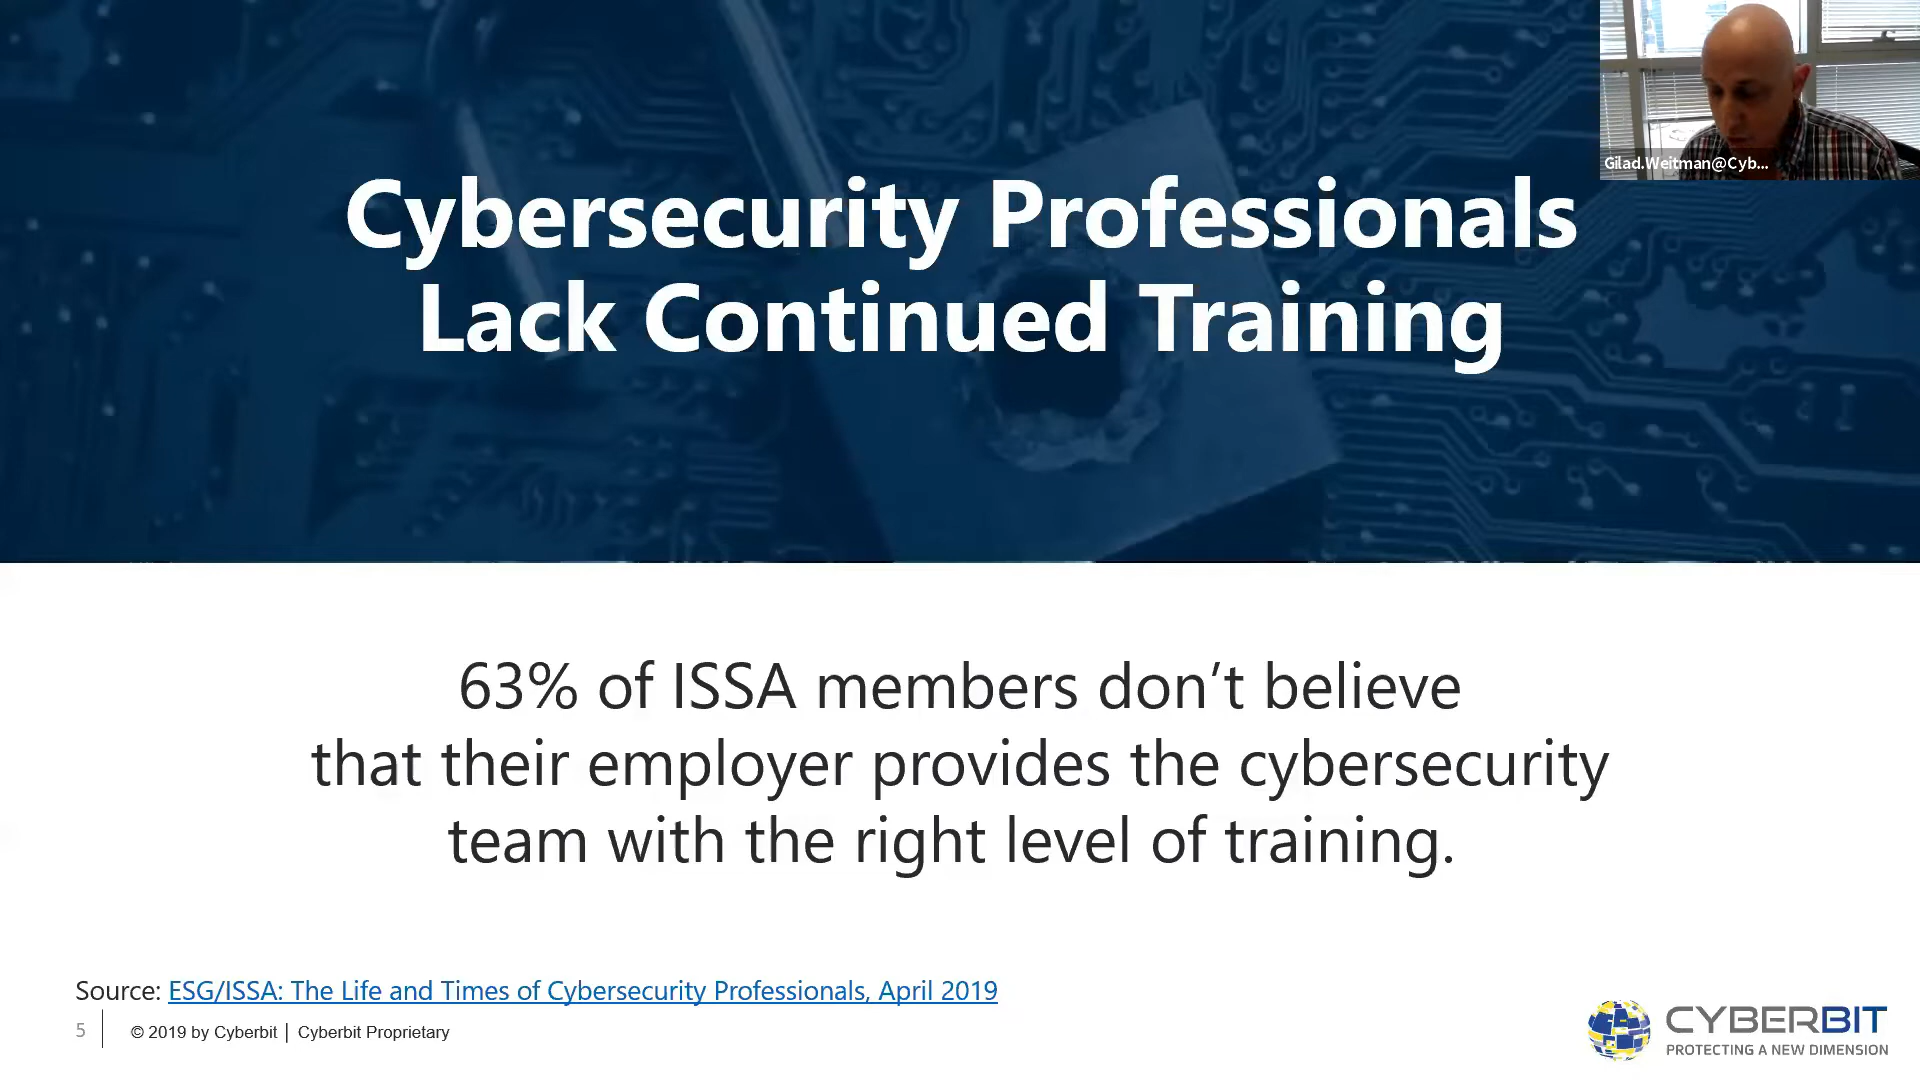 Gilad.Weitman@Cyb...
Cybersecurity Professionals
Lack Continued Training
63% of ISSA members don’t believe
that their employer provides the cybersecurity
team with the right level of training.
Source: ESG/ISSA: The Life and Times of Cybersecurity Professionals, April 2019
5 | © 2019 by Cyberbit | Cyberbit Proprietary
CYBERBIT
PROTECTING A NEW DIMENSION